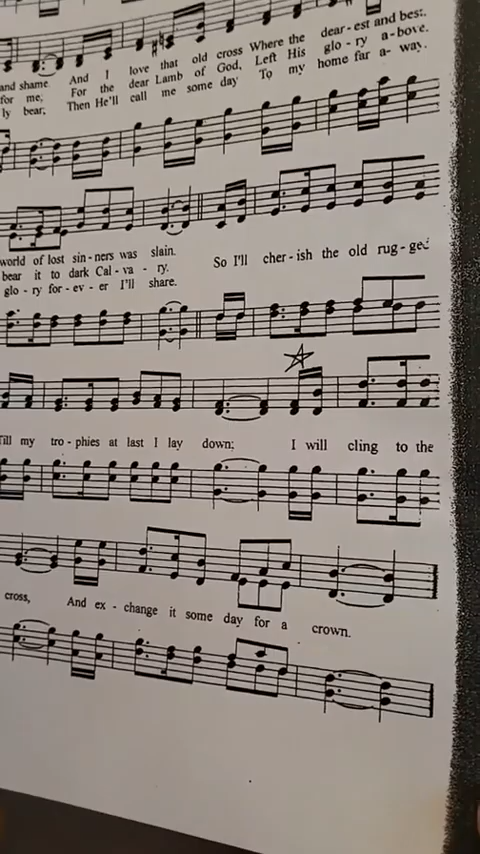 and shame And I love that old cross Where the dear - est and best.
for me; For the dear Lamb of God, Left His glo - ry a - bove.
ly bear; Then He'll call me some day To my home far a - way.
world of lost sin - ners was slain. So I'll cher - ish the old rug - ged
bear it to dark Cal - va - ry.
glo - ry for - ev - er I'll share.
Till my tro - phies at last I lay down; I will cling to the
cross, And ex - change it some day for a crown.